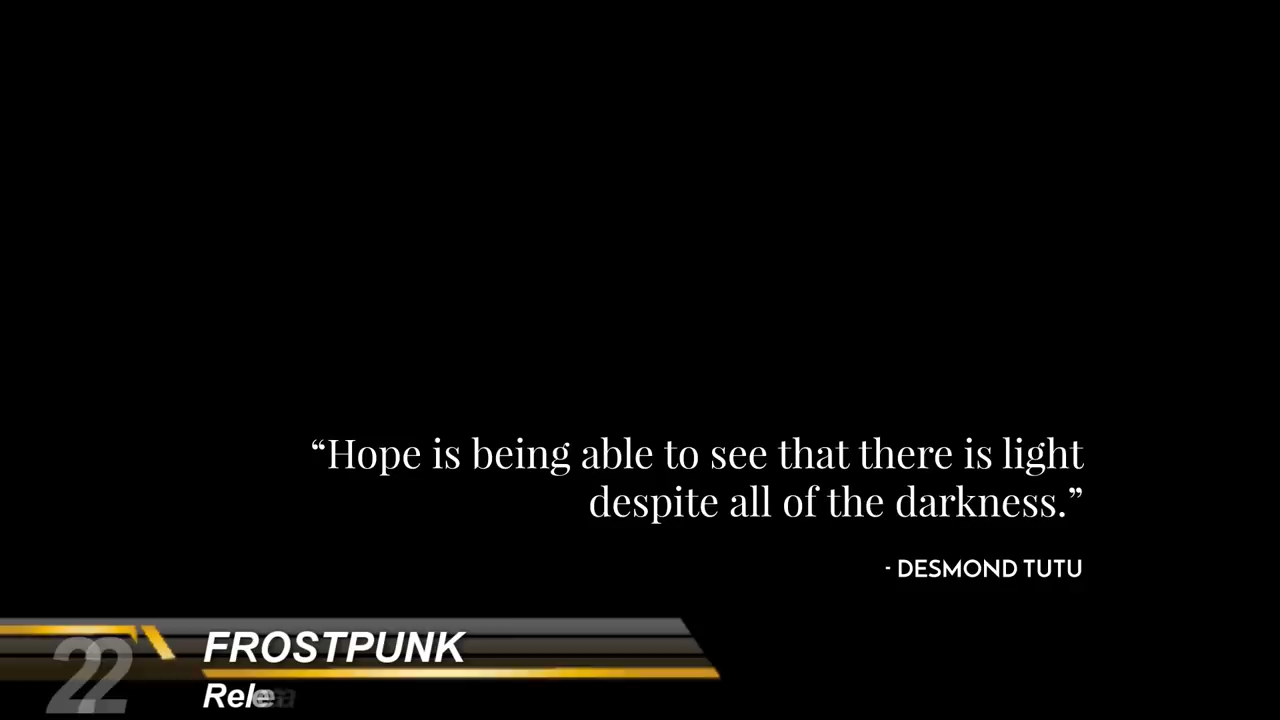 “Hope is being able to see that there is light
despite all of the darkness.”
- DESMOND TUTU
22
FROSTPUNK